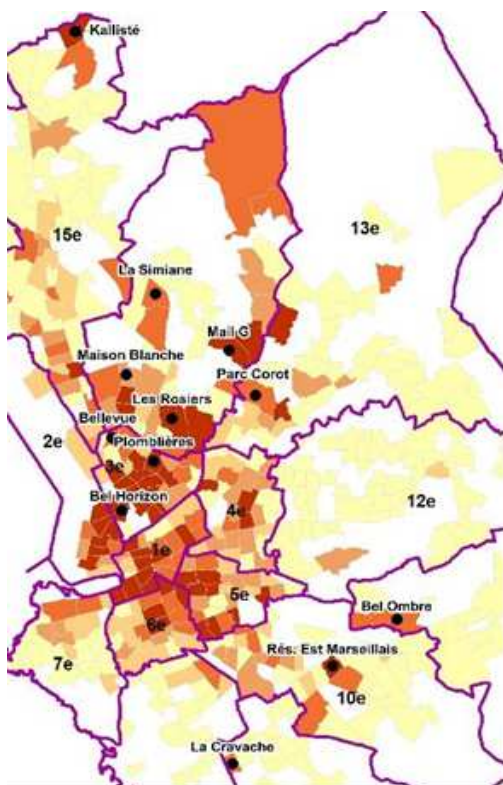 Kallisté
15e
13e
La Simiane
Mail G
Maison Blanche
Parc Corot
Les Rosiers
Bellevue
2e
Plomblières
3e
Bel Horizon
4e
12e
1e
5e
Bel Ombre
6e
7e
Rés. Est Marseillais
10e
La Cravache